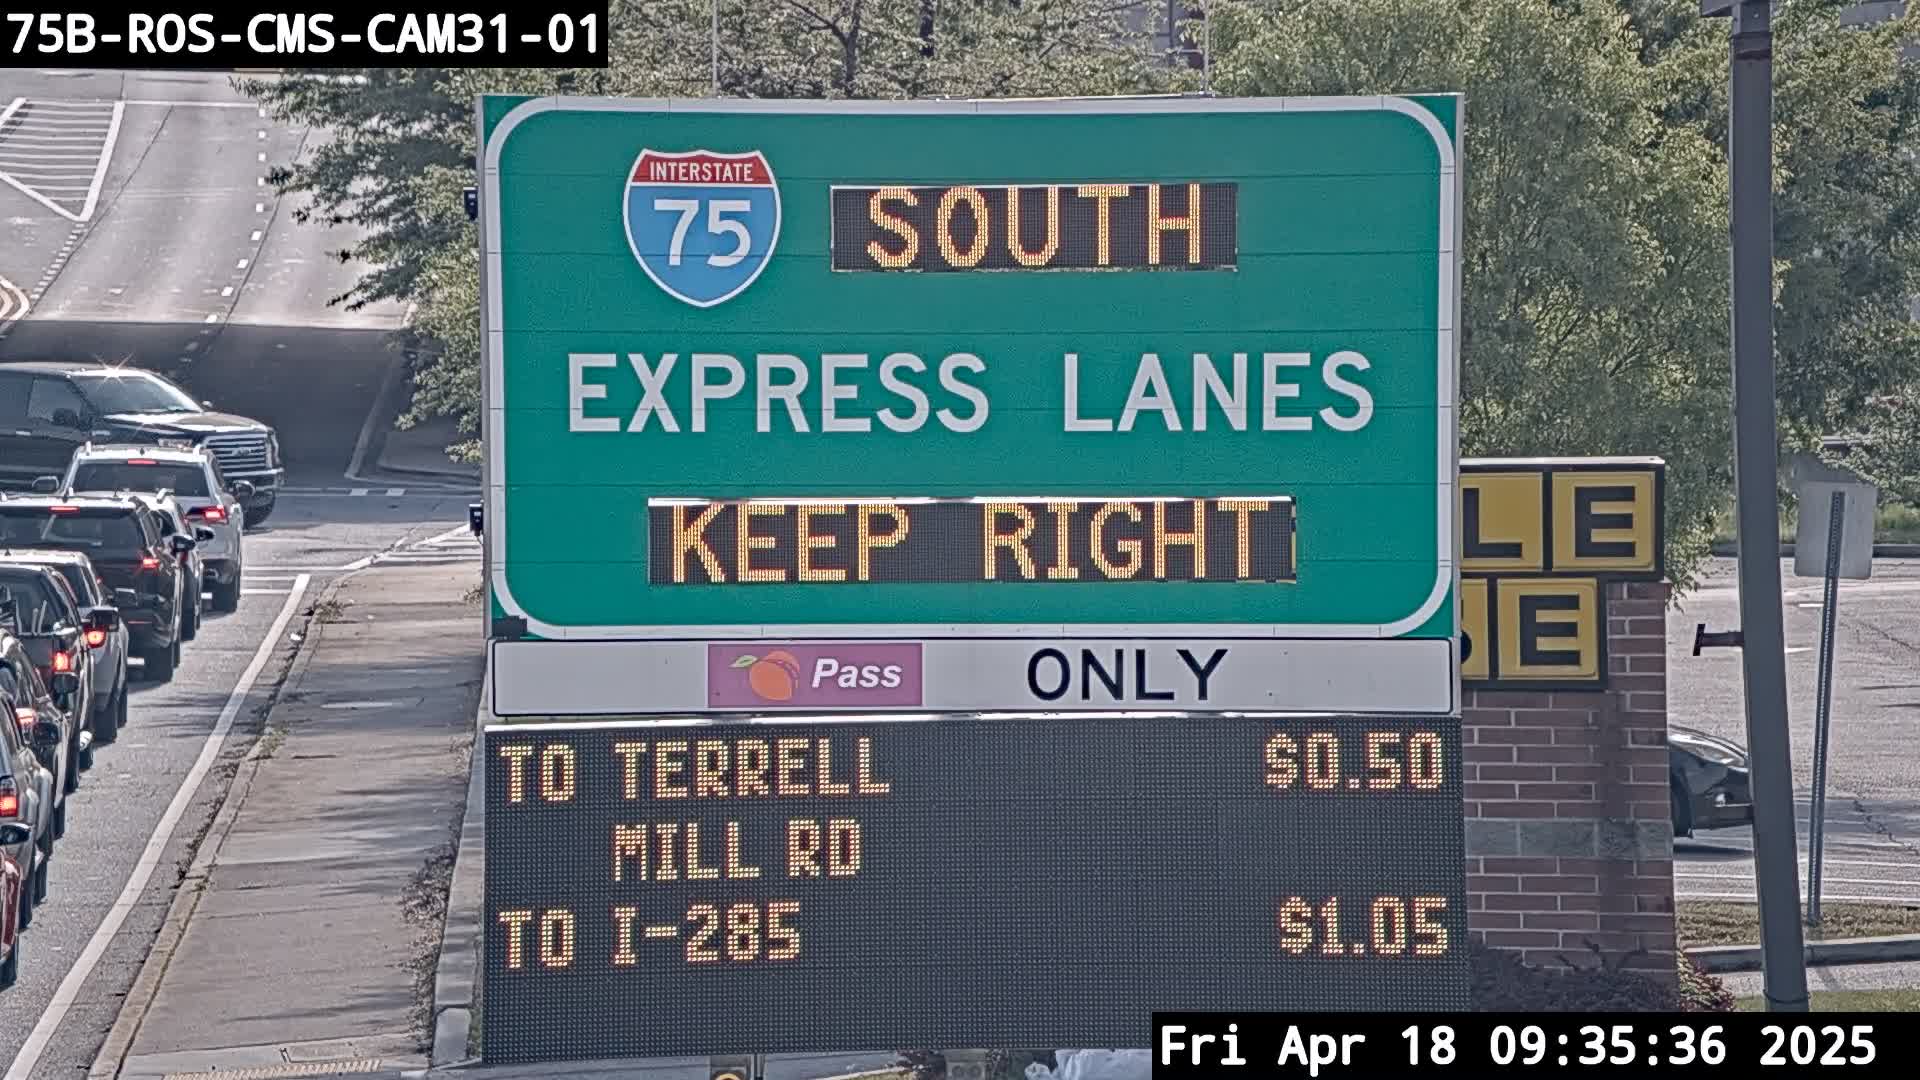 75B-ROS-CMS-CAM31-01
INTERSTATE
75
SOUTH
EXPRESS LANES
KEEP RIGHT
Pass ONLY
TO TERRELL $0.50
MILL RD
TO I-285 $1.05
LE
E
Fri Apr 18 09:35:36 2025